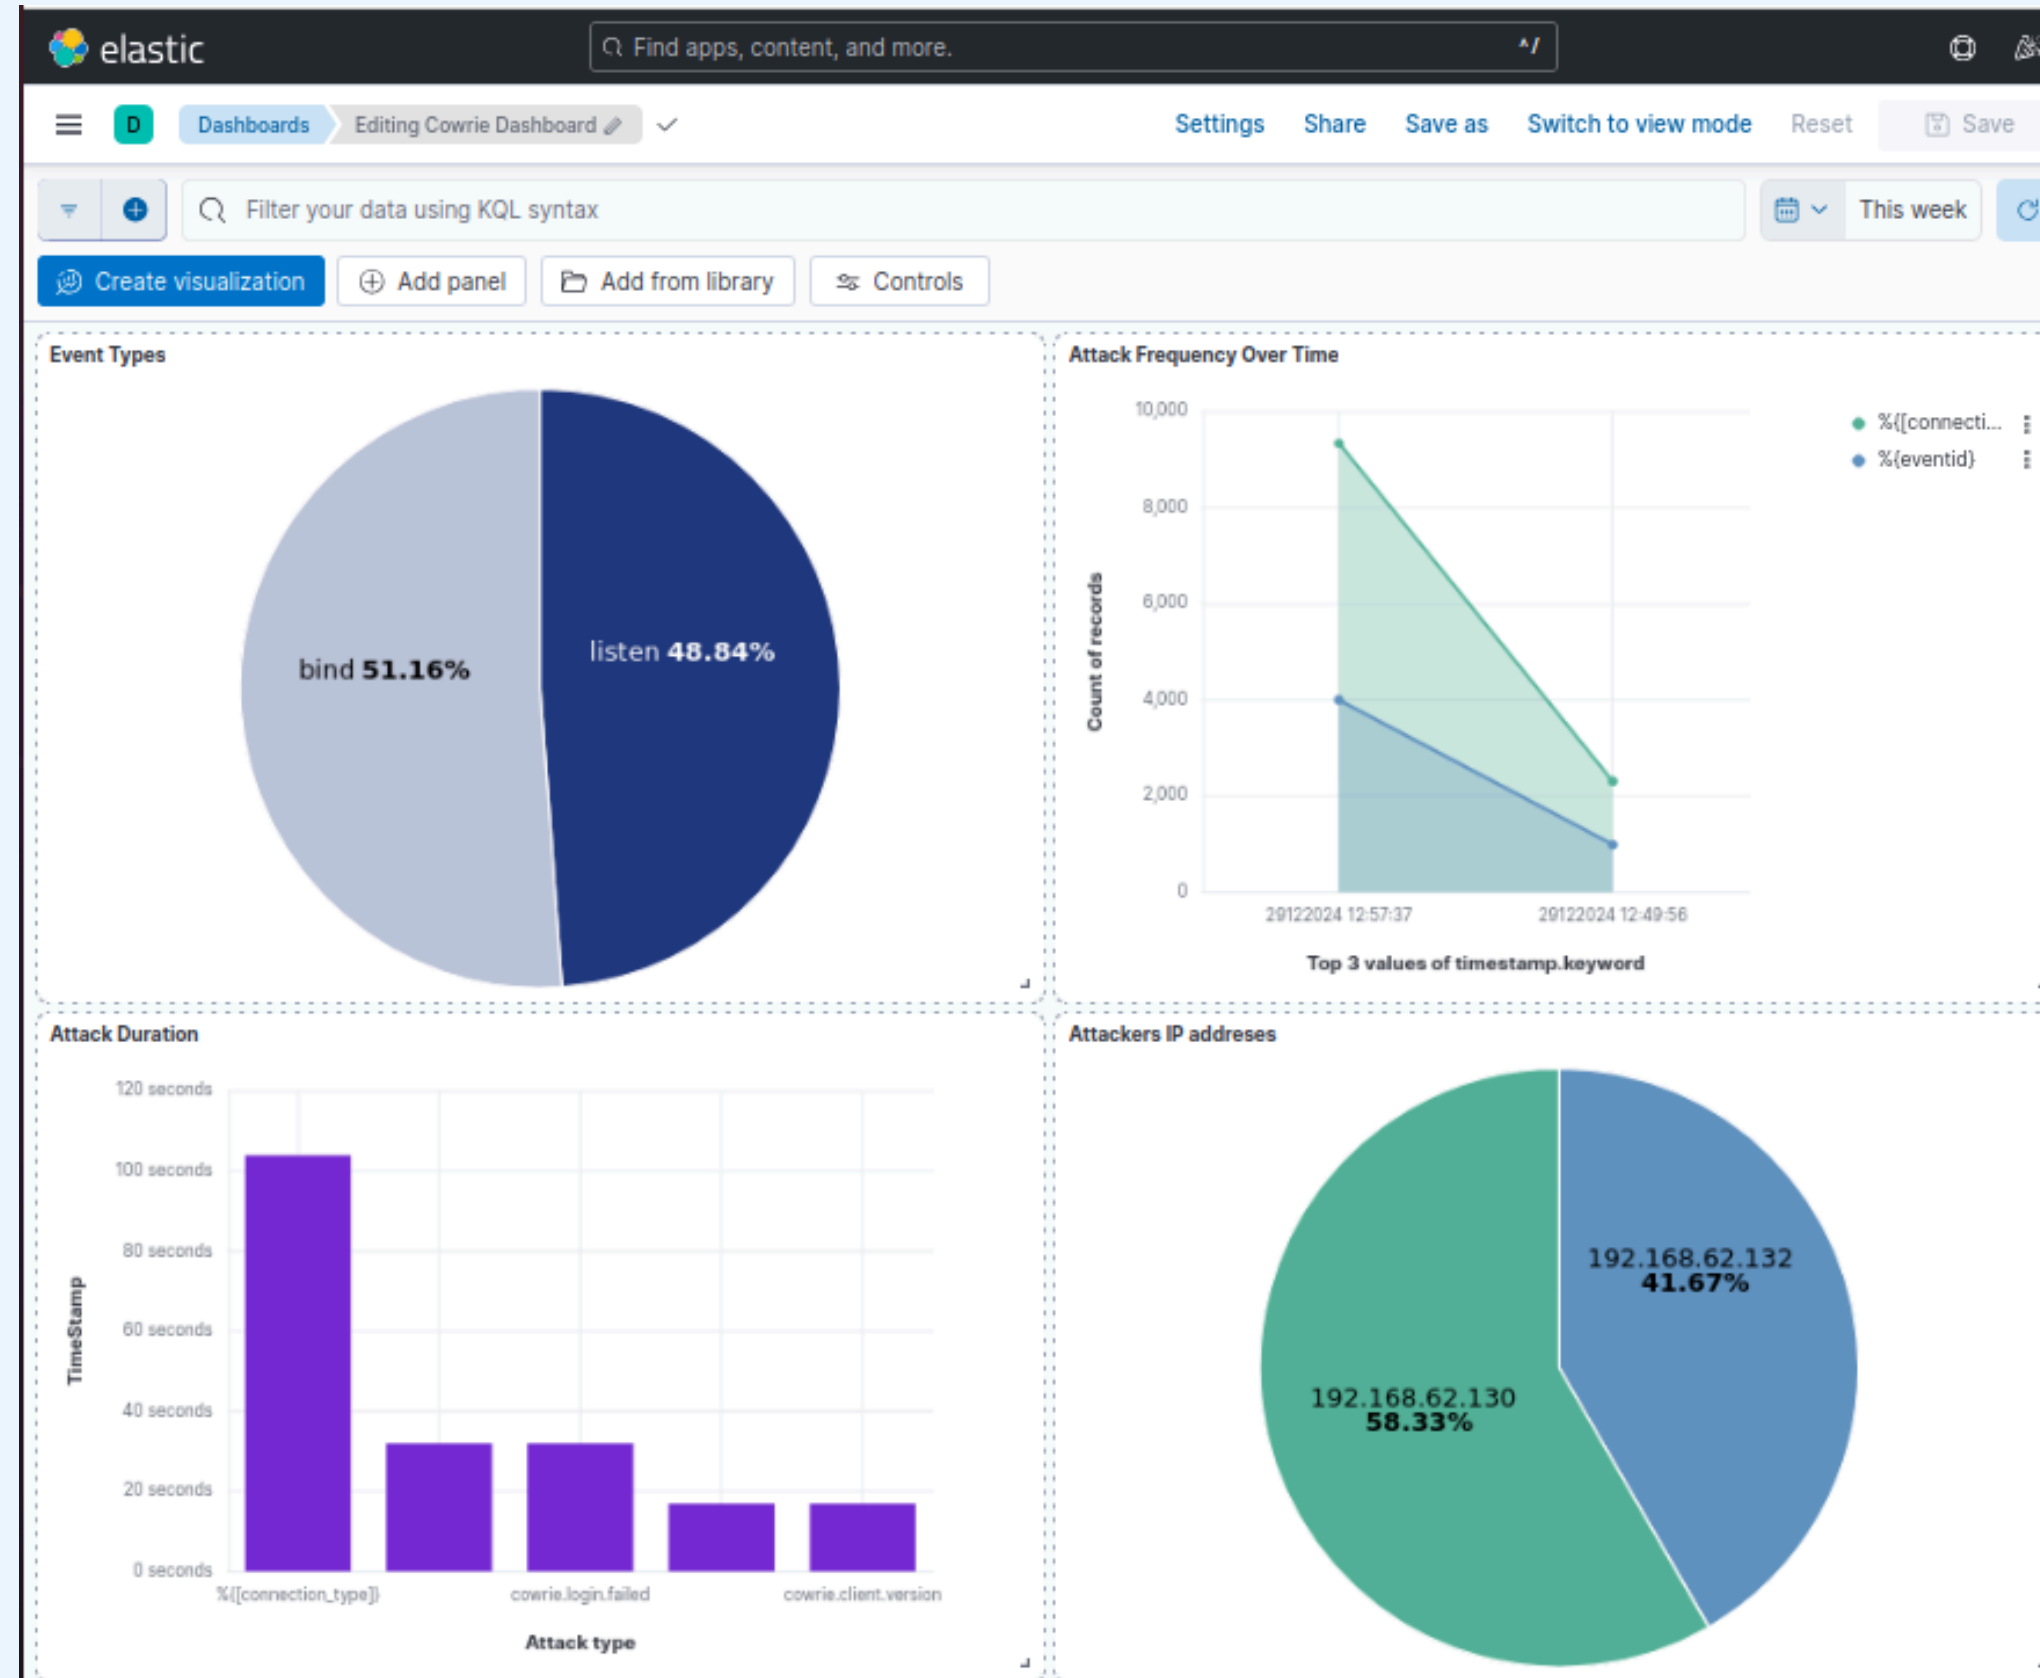 elastic
Find apps, content, and more.
^/
D
Dashboards
Editing Cowrie Dashboard
Settings
Share
Save as
Switch to view mode
Reset
Save
Filter your data using KQL syntax
This week
Create visualization
Add panel
Add from library
Controls
Event Types
bind 51.16%
listen 48.84%
Attack Frequency Over Time
10,000
8,000
6,000
4,000
2,000
0
Count of records
29122024 12:57:37
29122024 12:49:56
Top 3 values of timestamp.keyword
%{[connecti...
%{eventid}
Attack Duration
120 seconds
100 seconds
80 seconds
60 seconds
40 seconds
20 seconds
0 seconds
TimeStamp
%{[connection_type]}
cowrie.login.failed
cowrie.client.version
Attack type
Attackers IP addreses
192.168.62.132
41.67%
192.168.62.130
58.33%